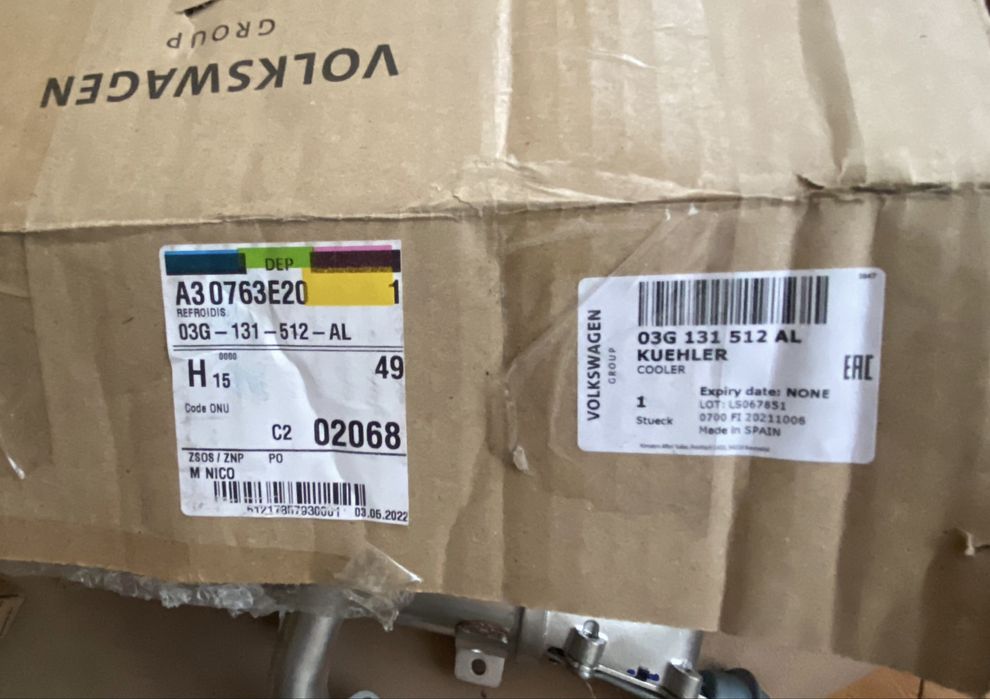 VOLKSWAGEN
GROUP
DEP
A3 0763E20 1
REFROIDIS
03G-131-512-AL
0000
H 15 49
Code ONU
C2 02068
ZSOS / ZNP PO
M NICO
03.05.2022
VOLKSWAGEN
GROUP
03G 131 512 AL
KUEHLER
COOLER
EAC
Expiry date: NONE
1 LOT: LS067851
Stueck 0700 FI 20211006
Made in SPAIN